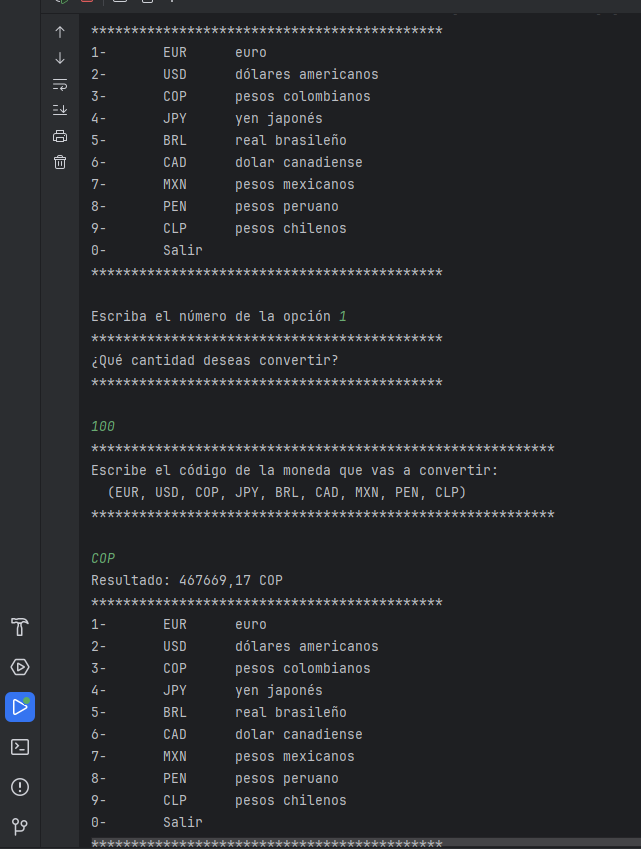 ********************************************
1-       EUR      euro
2-       USD      dólares americanos
3-       COP      pesos colombianos
4-       JPY      yen japonés
5-       BRL      real brasileño
6-       CAD      dolar canadiense
7-       MXN      pesos mexicanos
8-       PEN      pesos peruano
9-       CLP      pesos chilenos
0-       Salir
********************************************
Escriba el número de la opción 1
********************************************
¿Qué cantidad deseas convertir?
********************************************
100
**********************************************************
Escribe el código de la moneda que vas a convertir:
  (EUR, USD, COP, JPY, BRL, CAD, MXN, PEN, CLP)
**********************************************************
COP
Resultado: 467669,17 COP
********************************************
1-       EUR      euro
2-       USD      dólares americanos
3-       COP      pesos colombianos
4-       JPY      yen japonés
5-       BRL      real brasileño
6-       CAD      dolar canadiense
7-       MXN      pesos mexicanos
8-       PEN      pesos peruano
9-       CLP      pesos chilenos
0-       Salir
********************************************